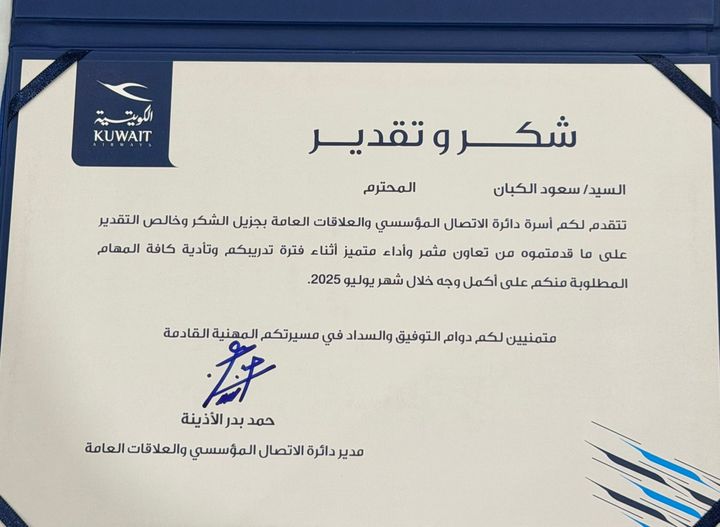 الكويتية
KUWAIT
AIRWAYS
شكـــر و تقديـــر
السيد/ سعود الكبان المحترم
تتقدم لكم أسرة دائرة الاتصال المؤسسي والعلاقات العامة بجزيل الشكر وخالص التقدير
على ما قدمتموه من تعاون مثمر وأداء متميز أثناء فترة تدريبكم وتأدية كافة المهام
المطلوبة منكم على أكمل وجه خلال شهر يوليو 2025.
متمنيين لكم دوام التوفيق والسداد في مسيرتكم المهنية القادمة
حمد بدر الأذينة
مدير دائرة الاتصال المؤسسي والعلاقات العامة